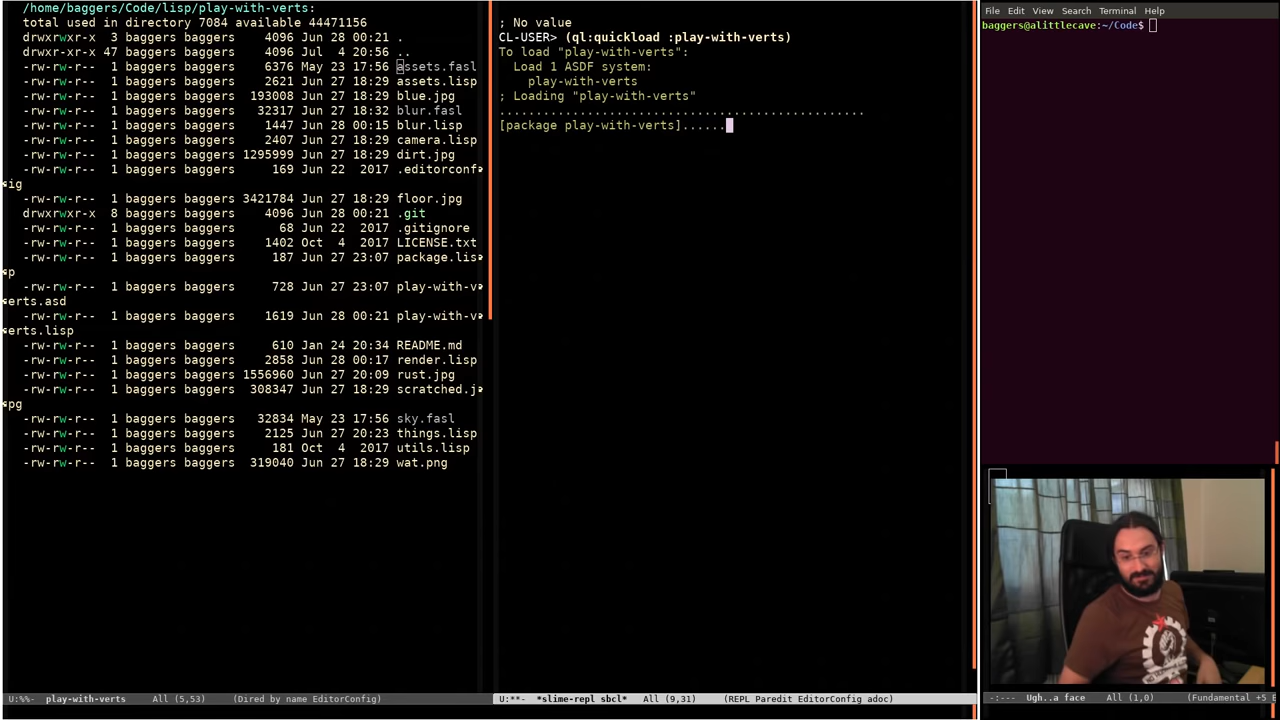 /home/baggers/Code/lisp/play-with-verts:
total used in directory 7084 available 44471156
drwxrwxr-x  3 baggers baggers    4096 Jun 28 00:21 .
drwxr-xr-x 47 baggers baggers    4096 Jul  4 20:56 ..
-rw-rw-r--  1 baggers baggers    6376 May 23 17:56 assets.fasl
-rw-rw-r--  1 baggers baggers    2621 Jun 27 18:29 assets.lisp
-rw-rw-r--  1 baggers baggers  193008 Jun 27 18:29 blue.jpg
-rw-rw-r--  1 baggers baggers   32317 Jun 27 18:32 blur.fasl
-rw-rw-r--  1 baggers baggers    1447 Jun 28 00:15 blur.lisp
-rw-rw-r--  1 baggers baggers    2407 Jun 27 18:29 camera.lisp
-rw-rw-r--  1 baggers baggers 1295999 Jun 27 18:29 dirt.jpg
-rw-rw-r--  1 baggers baggers     169 Jun 22  2017 .editorconf
ig
-rw-rw-r--  1 baggers baggers 3421784 Jun 27 18:29 floor.jpg
drwxrwxr-x  8 baggers baggers    4096 Jun 28 00:21 .git
-rw-rw-r--  1 baggers baggers      68 Jun 22  2017 .gitignore
-rw-rw-r--  1 baggers baggers    1402 Oct  4  2017 LICENSE.txt
-rw-rw-r--  1 baggers baggers     187 Jun 27 23:07 package.lis
p
-rw-rw-r--  1 baggers baggers     728 Jun 27 23:07 play-with-v
erts.asd
-rw-rw-r--  1 baggers baggers    1619 Jun 28 00:21 play-with-v
erts.lisp
-rw-rw-r--  1 baggers baggers     610 Jan 24 20:34 README.md
-rw-rw-r--  1 baggers baggers    2858 Jun 28 00:17 render.lisp
-rw-rw-r--  1 baggers baggers 1556960 Jun 27 20:09 rust.jpg
-rw-rw-r--  1 baggers baggers  308347 Jun 27 18:29 scratched.j
pg
-rw-rw-r--  1 baggers baggers   32834 May 23 17:56 sky.fasl
-rw-rw-r--  1 baggers baggers    2125 Jun 27 20:23 things.lisp
-rw-rw-r--  1 baggers baggers     181 Oct  4  2017 utils.lisp
-rw-rw-r--  1 baggers baggers  319040 Jun 27 18:29 wat.png
U:%%-  play-with-verts    All (5,53)    (Dired by name EditorConfig)
; No value
CL-USER> (ql:quickload :play-with-verts)
To load "play-with-verts":
  Load 1 ASDF system:
    play-with-verts
; Loading "play-with-verts"
..................................................
[package play-with-verts]......
U:**-  *slime-repl sbcl*   All (9,31)    (REPL Paredit EditorConfig adoc)
File Edit View Search Terminal Help
baggers@alittlecave:~/Code$
-:---  Ugh..a face    All (1,0)    (Fundamental +5